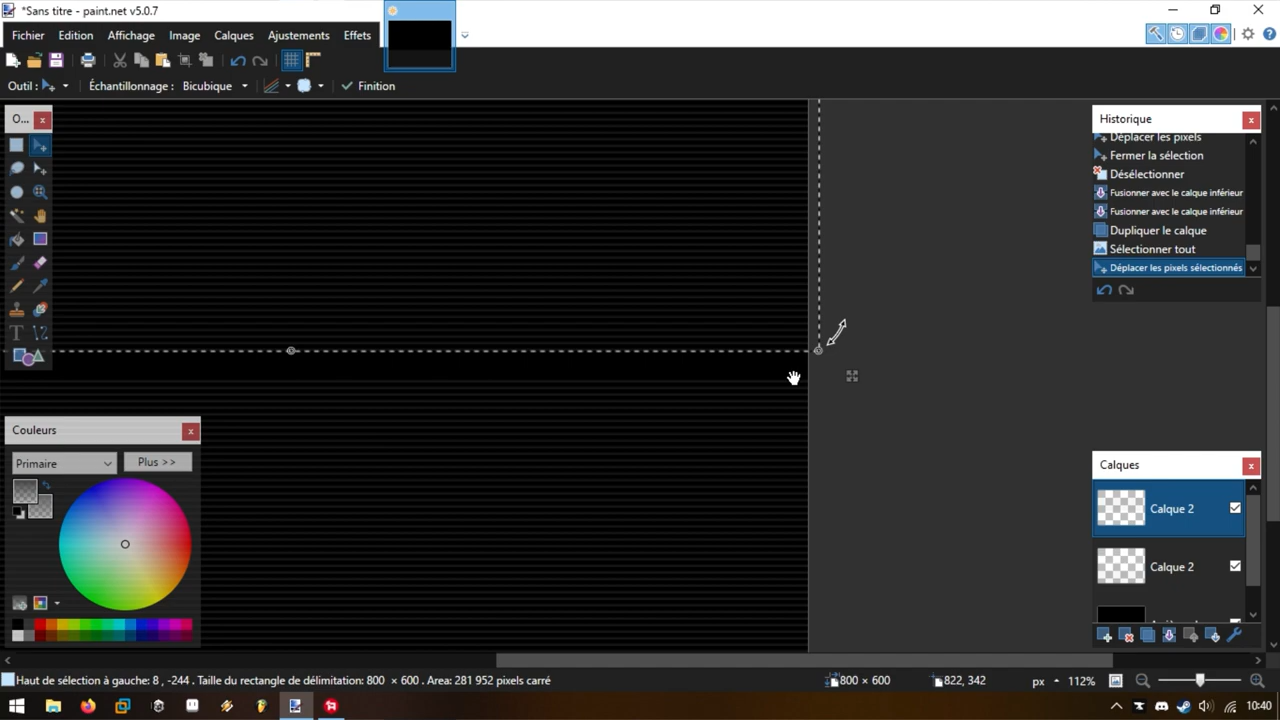 *Sans titre - paint.net v5.0.7
Fichier Edition Affichage Image Calques Ajustements Effets
Outil : Échantillonnage: Bicubique Finition
O... x
Historique x
Déplacer les pixels
Fermer la sélection
Désélectionner
Fusionner avec le calque inférieur
Fusionner avec le calque inférieur
Dupliquer le calque
Sélectionner tout
Déplacer les pixels sélectionnés
Couleurs x
Primaire Plus >>
Calques x
Calque 2
Calque 2
Haut de sélection à gauche: 8 , -244. Taille du rectangle de délimitation: 800 × 600. Area: 281 952 pixels carré 800 × 600 822, 342 px 112%
10:40